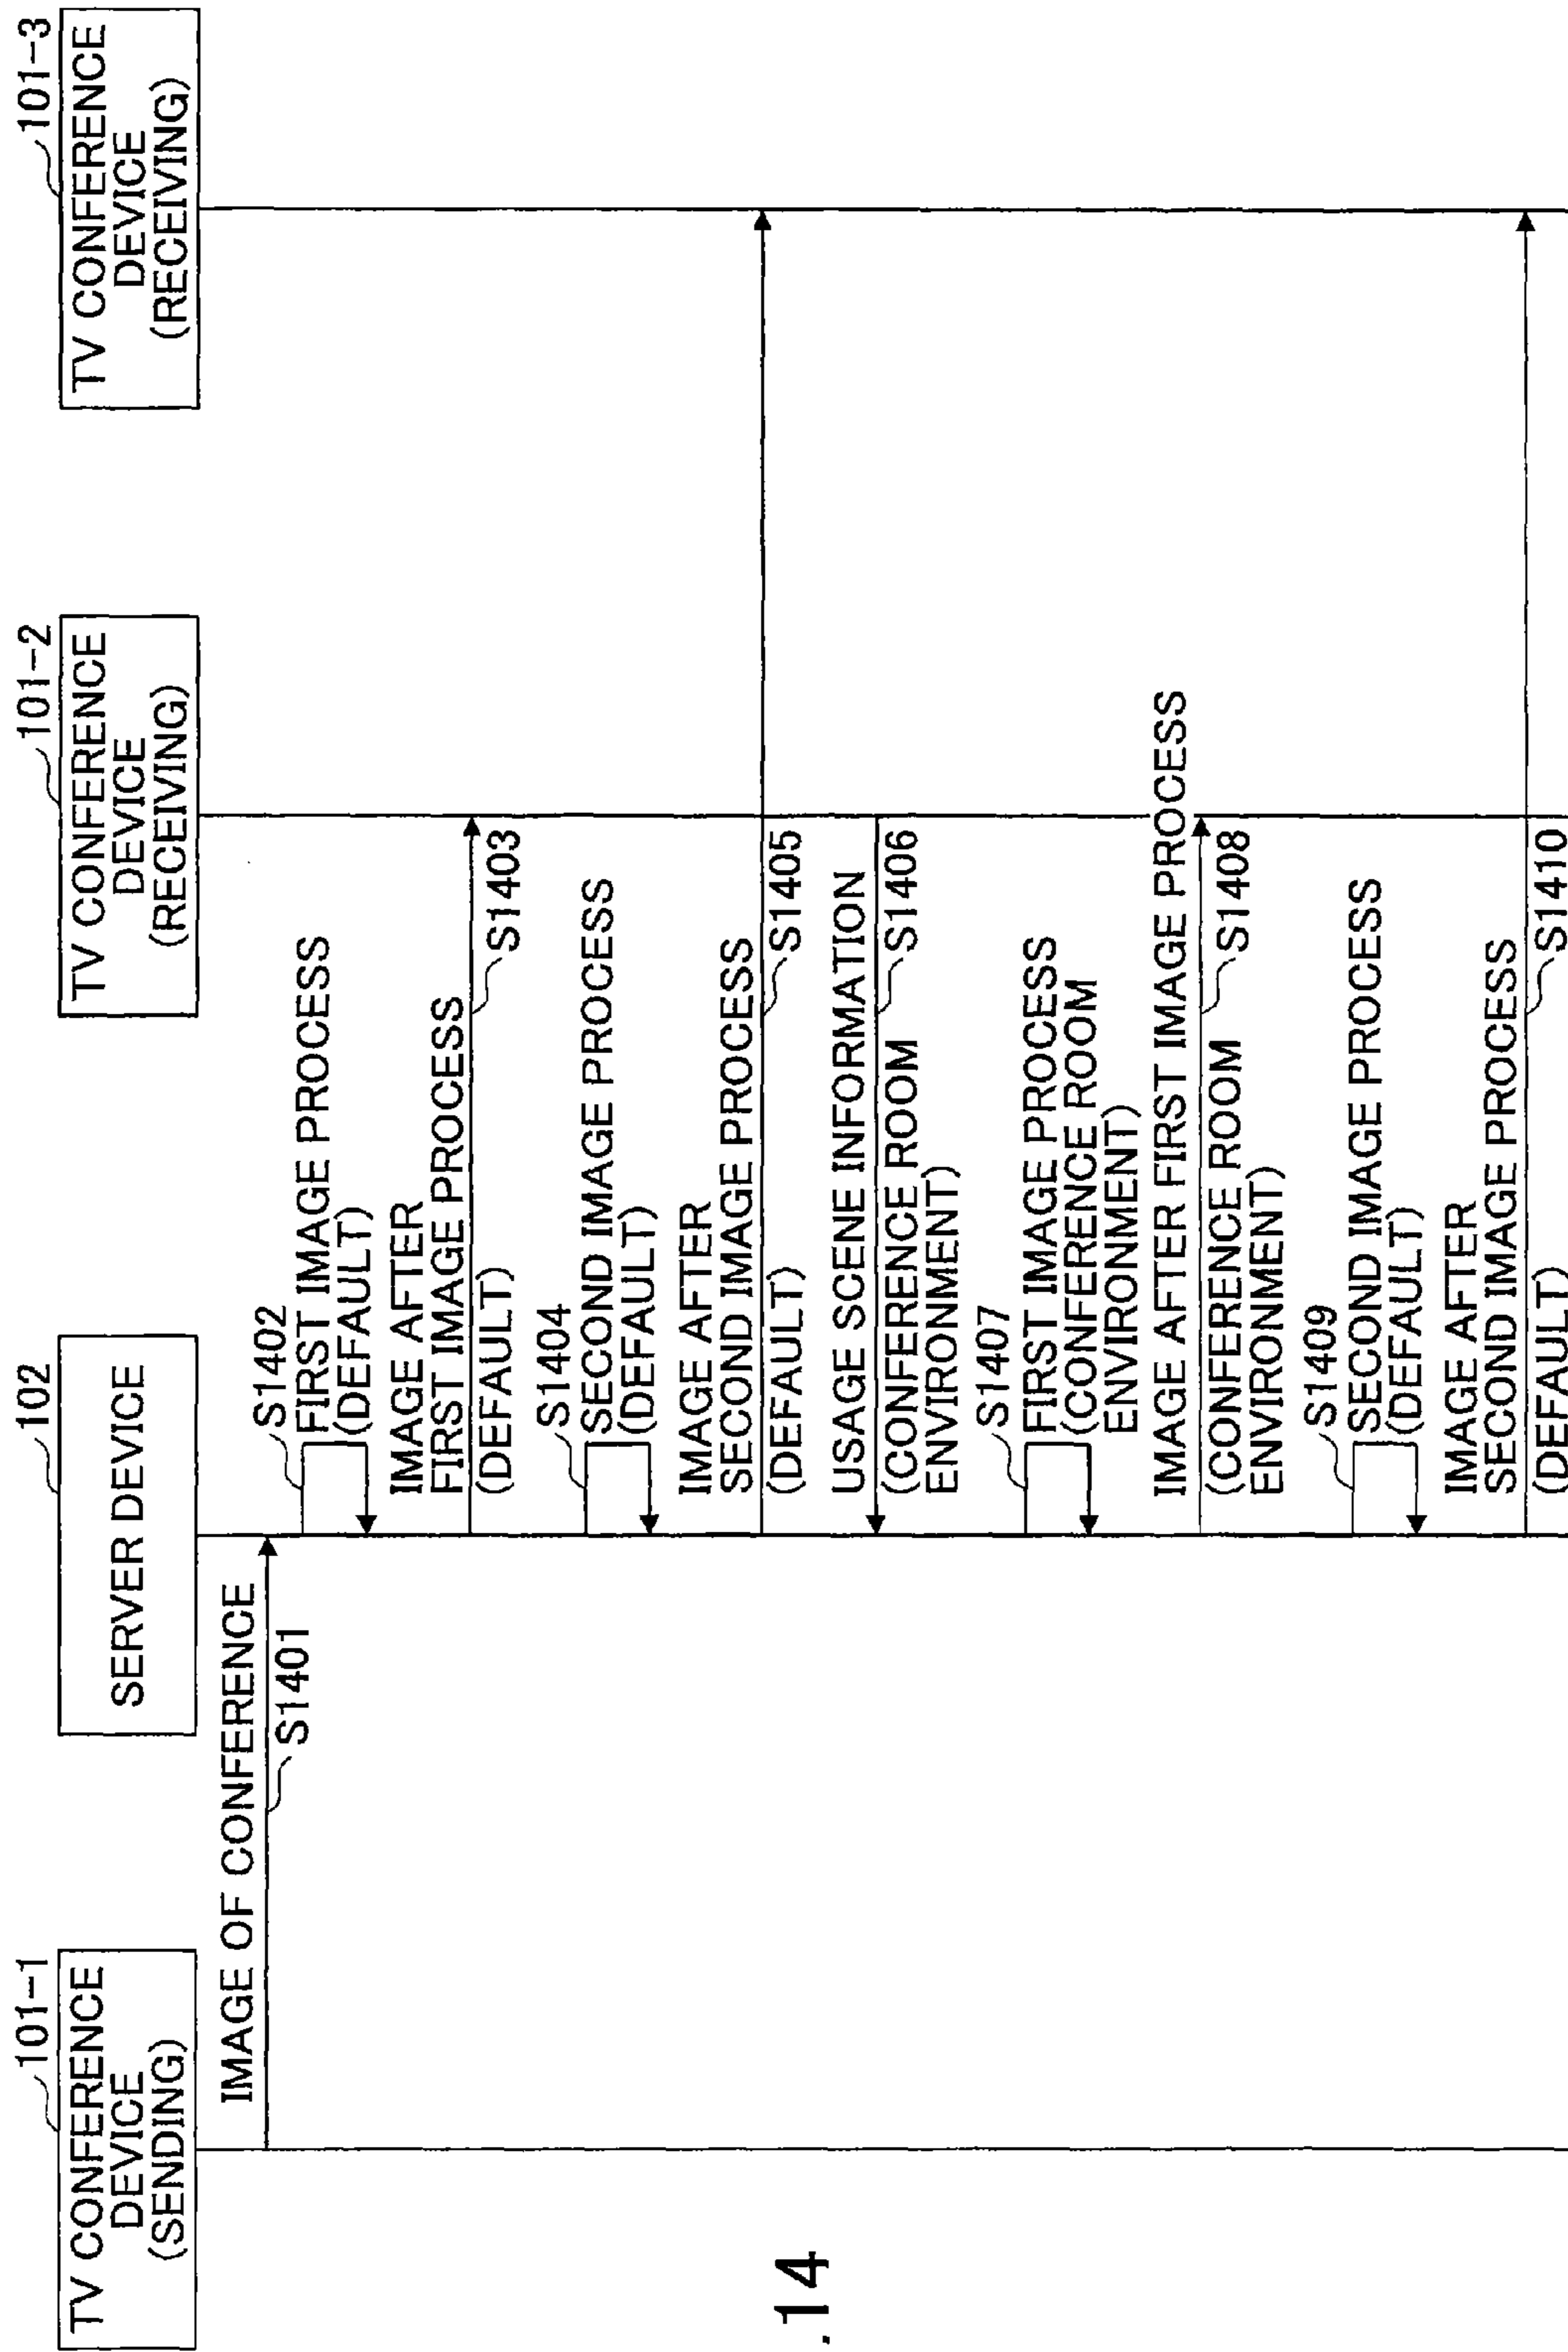 101-1
TV CONFERENCE
DEVICE
(SENDING)
102
SERVER DEVICE
101-2
TV CONFERENCE
DEVICE
(RECEIVING)
101-3
TV CONFERENCE
DEVICE
(RECEIVING)
IMAGE OF CONFERENCE
S1401
S1402
FIRST IMAGE PROCESS
(DEFAULT)
IMAGE AFTER
FIRST IMAGE PROCESS
(DEFAULT)
S1403
S1404
SECOND IMAGE PROCESS
(DEFAULT)
IMAGE AFTER
SECOND IMAGE PROCESS
(DEFAULT)
S1405
USAGE SCENE INFORMATION
(CONFERENCE ROOM
ENVIRONMENT)
S1406
S1407
FIRST IMAGE PROCESS
(CONFERENCE ROOM
ENVIRONMENT)
IMAGE AFTER FIRST IMAGE PROCESS
(CONFERENCE ROOM
ENVIRONMENT)
S1408
S1409
SECOND IMAGE PROCESS
(DEFAULT)
IMAGE AFTER
SECOND IMAGE PROCESS
(DEFAULT)
S1410
.14